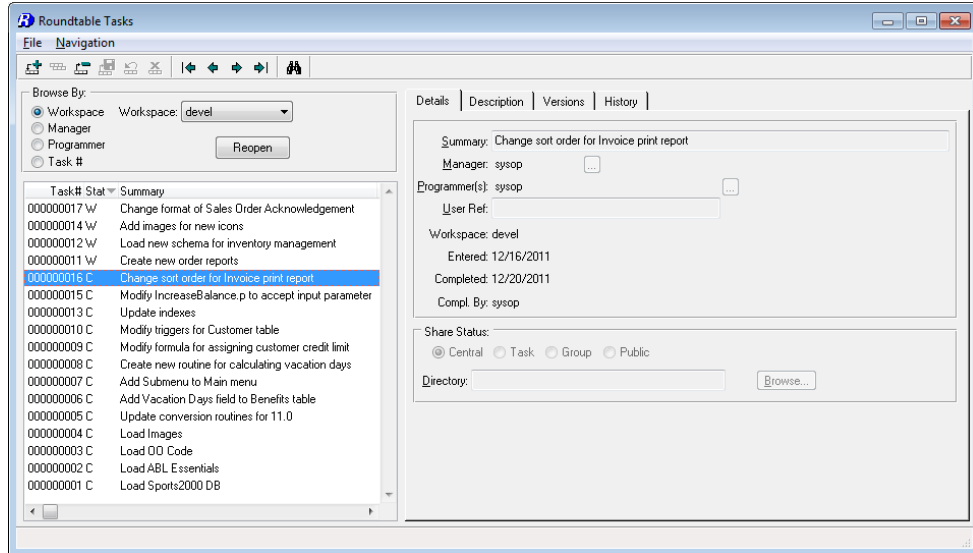 Roundtable Tasks
File Navigation
Browse By:
Workspace Workspace: devel
Manager
Programmer
Task #
Reopen
Task# Stat Summary
000000017 W Change format of Sales Order Acknowledgement
000000014 W Add images for new icons
000000012 W Load new schema for inventory management
000000011 W Create new order reports
000000016 C Change sort order for Invoice print report
000000015 C Modify IncreaseBalance.p to accept input parameter
000000013 C Update indexes
000000010 C Modify triggers for Customer table
000000009 C Modify formula for assigning customer credit limit
000000008 C Create new routine for calculating vacation days
000000007 C Add Submenu to Main menu
000000006 C Add Vacation Days field to Benefits table
000000005 C Update conversion routines for 11.0
000000004 C Load Images
000000003 C Load OO Code
000000002 C Load ABL Essentials
000000001 C Load Sports2000 DB
Details Description Versions History
Summary: Change sort order for Invoice print report
Manager: sysop ...
Programmer(s): sysop ...
User Ref:
Workspace: devel
Entered: 12/16/2011
Completed: 12/20/2011
Compl. By: sysop
Share Status:
Central Task Group Public
Directory: Browse...